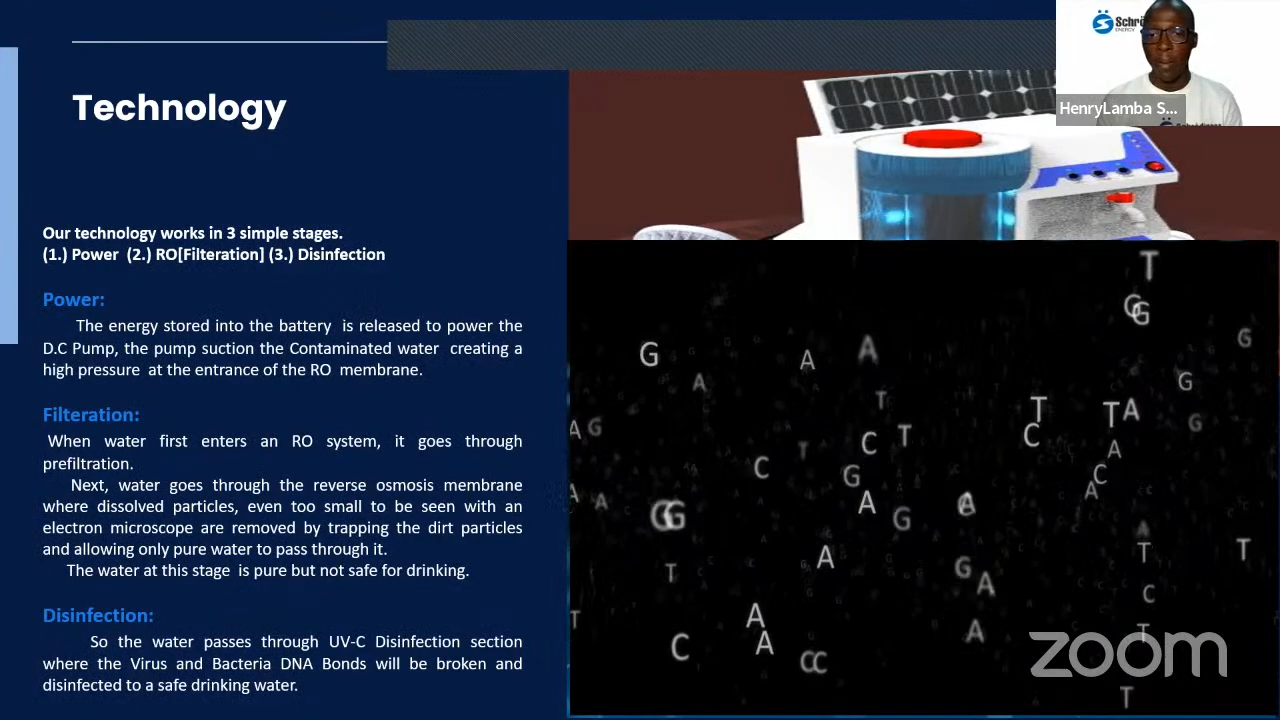 Technology
Our technology works in 3 simple stages.
(1.) Power (2.) RO[Filteration] (3.) Disinfection
Power:
The energy stored into the battery is released to power the
D.C Pump, the pump suction the Contaminated water creating a
high pressure at the entrance of the RO membrane.
Filteration:
When water first enters an RO system, it goes through
prefiltration.
Next, water goes through the reverse osmosis membrane
where dissolved particles, even too small to be seen with an
electron microscope are removed by trapping the dirt particles
and allowing only pure water to pass through it.
The water at this stage is pure but not safe for drinking.
Disinfection:
So the water passes through UV-C Disinfection section
where the Virus and Bacteria DNA Bonds will be broken and
disinfected to a safe drinking water.
ENERGY
HenryLamba S...
zoom